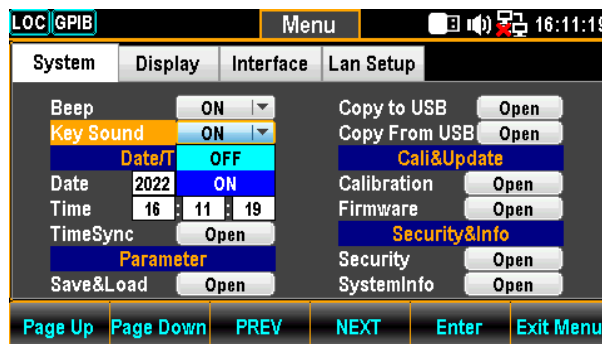 LOC GPIB Menu 16:11:19
System Display Interface Lan Setup
Beep ON
Key Sound ON
Date/T OFF
Date 2022 ON
Time 16 : 11 : 19
TimeSync Open
Parameter
Save&Load Open
Copy to USB Open
Copy From USB Open
Cali&Update
Calibration Open
Firmware Open
Security&Info
Security Open
SystemInfo Open
Page Up Page Down PREV NEXT Enter Exit Menu